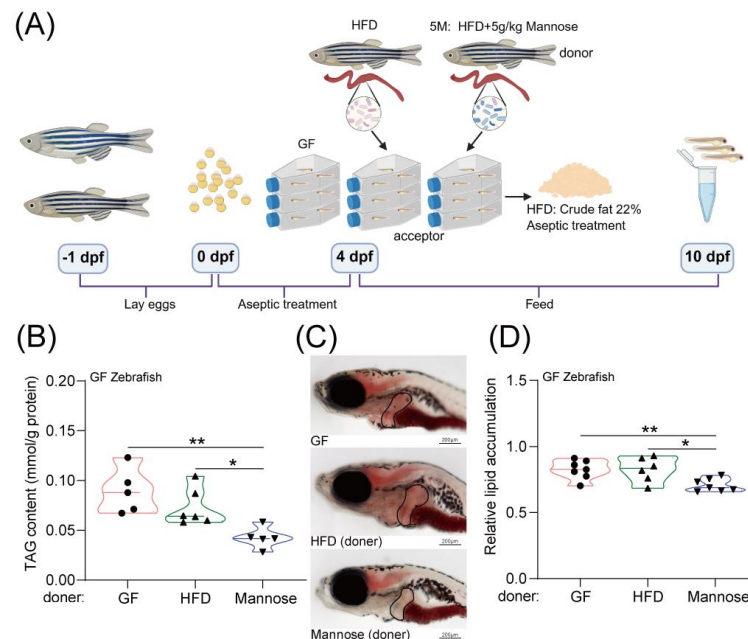 (A)
HFD
5M: HFD+5g/kg Mannose
donor
GF
acceptor
HFD: Crude fat 22%
Aseptic treatment
-1 dpf
0 dpf
4 dpf
10 dpf
Lay eggs
Aseptic treatment
Feed
(B)
GF Zebrafish
TAG content (mmol/g protein)
0.20
0.15
0.10
0.05
0.00
**
*
doner:
GF
HFD
Mannose
(C)
200μm
GF
200μm
HFD (doner)
200μm
Mannose (doner)
(D)
GF Zebrafish
Relative lipid accumulation
1.5
1.0
0.5
0.0
**
*
doner:
GF
HFD
Mannose